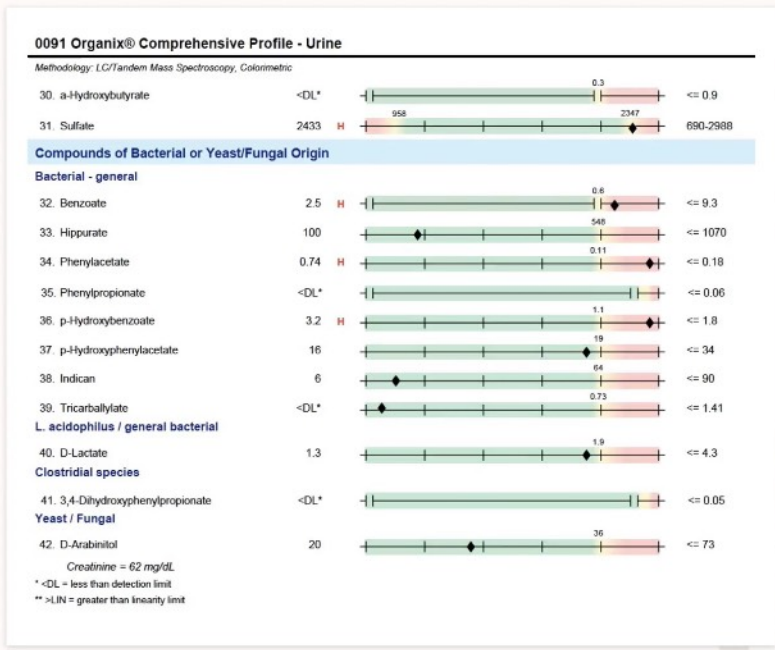 0091 Organix® Comprehensive Profile - Urine
Methodology: LC/Tandem Mass Spectroscopy, Colorimetric
0.3
30. a-Hydroxybutyrate <DL* <= 0.9
958 2347
31. Sulfate 2433 H 690-2988
Compounds of Bacterial or Yeast/Fungal Origin
Bacterial - general
0.6
32. Benzoate 2.5 H <= 9.3
548
33. Hippurate 100 <= 1070
0.11
34. Phenylacetate 0.74 H <= 0.18
35. Phenylpropionate <DL* <= 0.06
1.1
36. p-Hydroxybenzoate 3.2 H <= 1.8
19
37. p-Hydroxyphenylacetate 16 <= 34
64
38. Indican 6 <= 90
0.73
39. Tricarballylate <DL* <= 1.41
L. acidophilus / general bacterial
1.9
40. D-Lactate 1.3 <= 4.3
Clostridial species
41. 3,4-Dihydroxyphenylpropionate <DL* <= 0.05
Yeast / Fungal
36
42. D-Arabinitol 20 <= 73
Creatinine = 62 mg/dL
* <DL = less than detection limit
** >LIN = greater than linearity limit